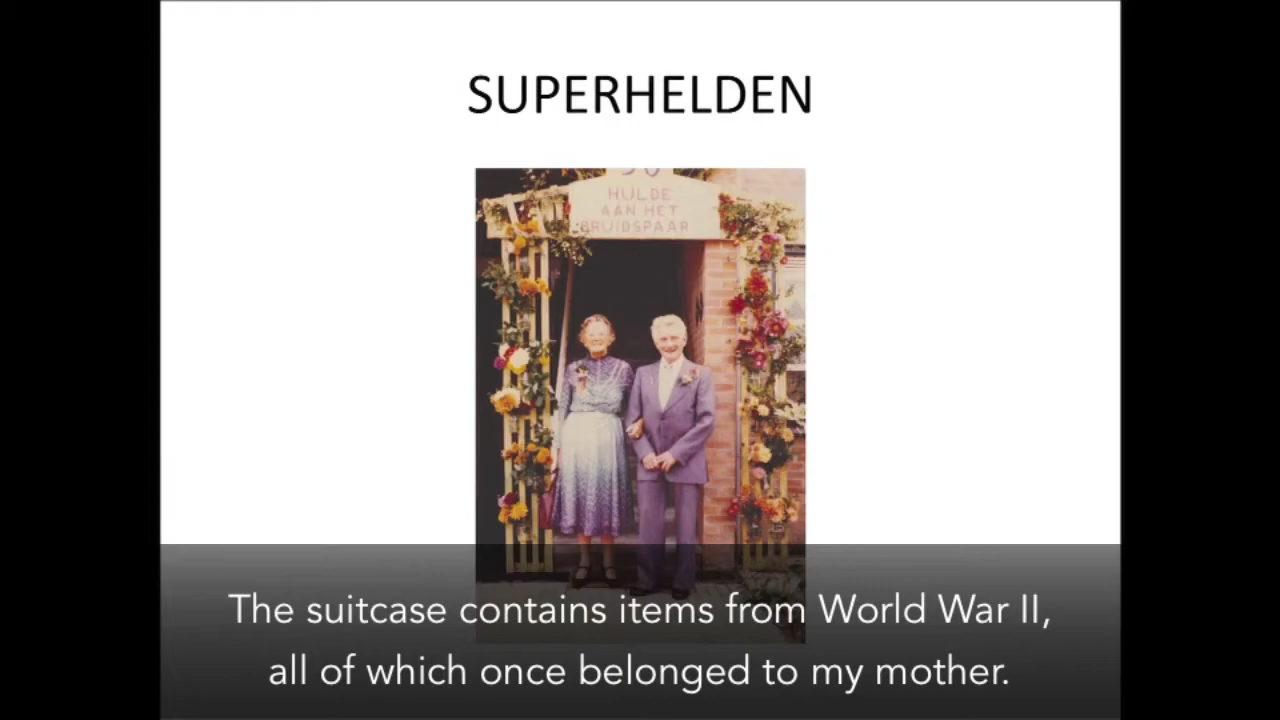 SUPERHELDEN
HULDE
AAN HET
BRUIDSPAAR
The suitcase contains items from World War II,
all of which once belonged to my mother.